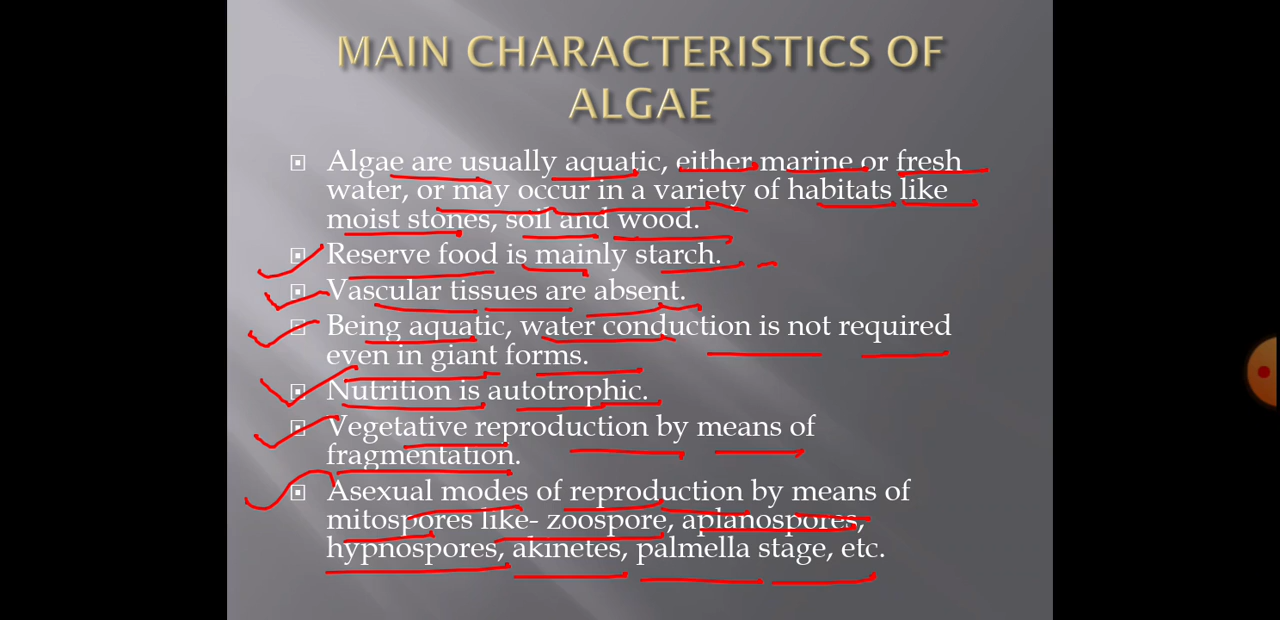 MAIN CHARACTERISTICS OF
ALGAE
Algae are usually aquatic, either marine or fresh
water, or may occur in a variety of habitats like
moist stones, soil and wood.
Reserve food is mainly starch.
Vascular tissues are absent.
Being aquatic, water conduction is not required
even in giant forms.
Nutrition is autotrophic.
Vegetative reproduction by means of
fragmentation.
Asexual modes of reproduction by means of
mitospores like- zoospore, aplanospores,
hypnospores, akinetes, palmella stage, etc.